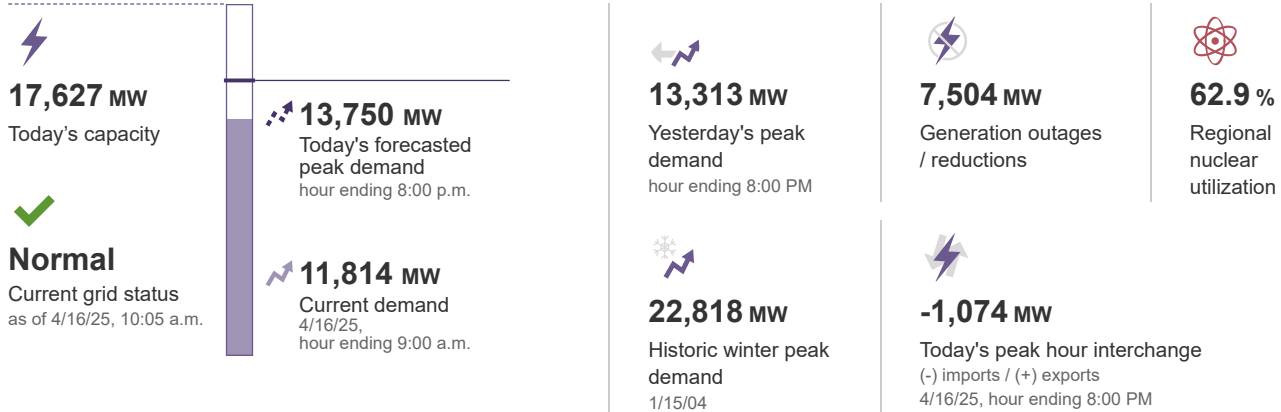 17,627 MW
Today's capacity
Normal
Current grid status
as of 4/16/25, 10:05 a.m.
13,750 MW
Today's forecasted
peak demand
hour ending 8:00 p.m.
11,814 MW
Current demand
4/16/25,
hour ending 9:00 a.m.
13,313 MW
Yesterday's peak
demand
hour ending 8:00 PM
7,504 MW
Generation outages
/ reductions
62.9 %
Regional
nuclear
utilization
22,818 MW
Historic winter peak
demand
1/15/04
-1,074 MW
Today's peak hour interchange
(-) imports / (+) exports
4/16/25, hour ending 8:00 PM